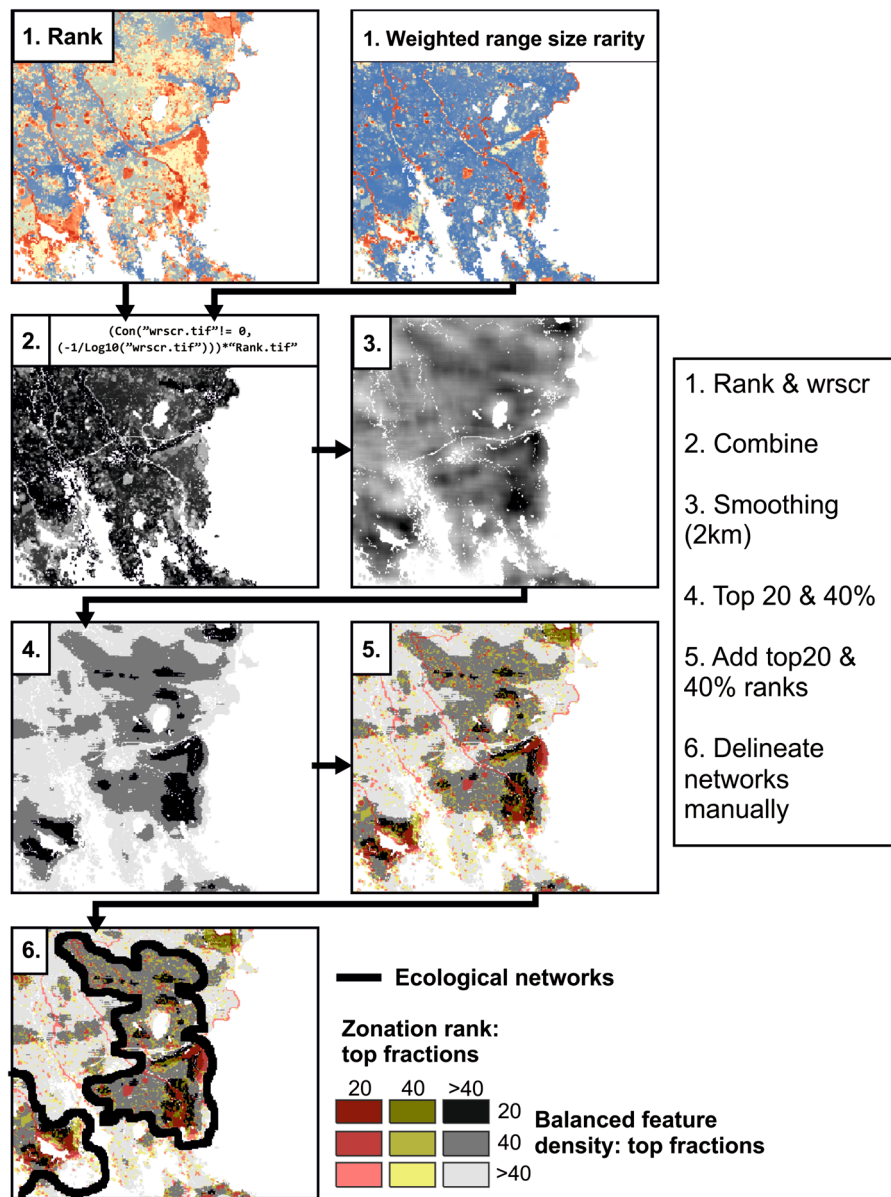 1. Rank
1. Weighted range size rarity
2.
(Con("wrscr.tif"!= 0,
(-1/Log10("wrscr.tif")))*"Rank.tif"
3.
1. Rank & wrscr
2. Combine
3. Smoothing
(2km)
4. Top 20 & 40%
5. Add top20 &
40% ranks
6. Delineate
networks
manually
4.
5.
6.
Ecological networks
Zonation rank:
top fractions
20 40 >40
20
40
>40
Balanced feature
density: top fractions